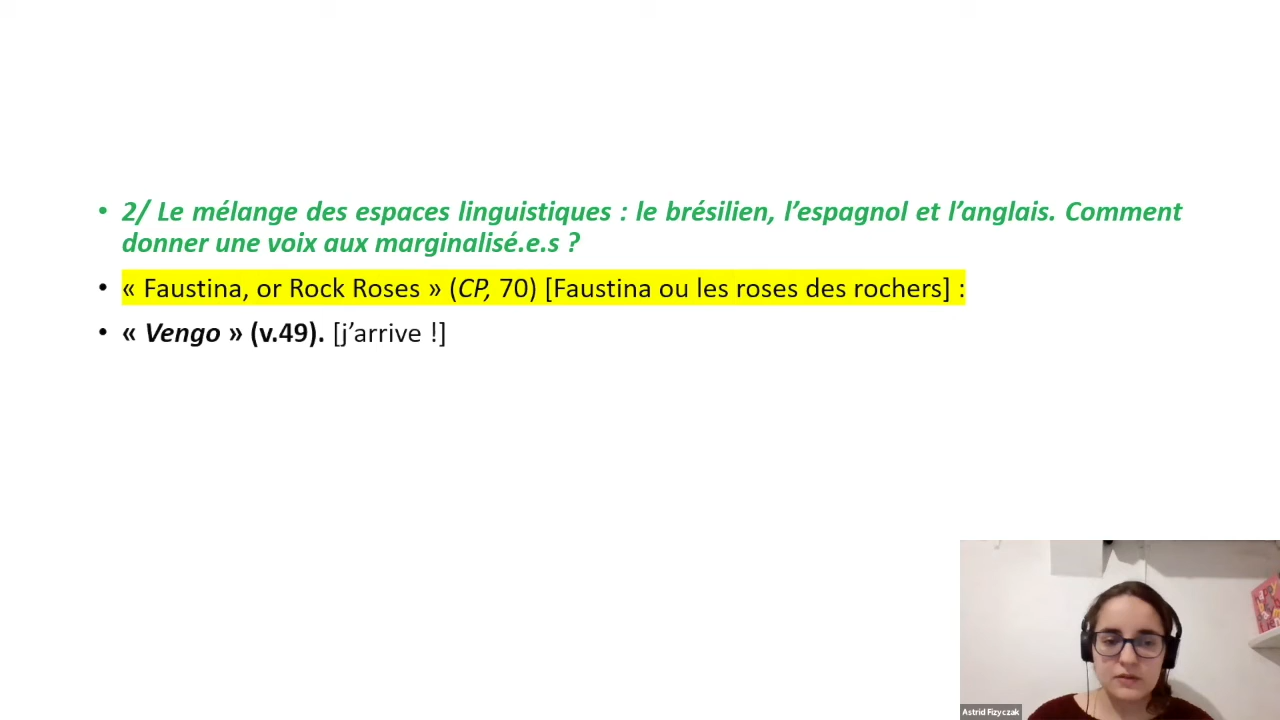 • 2/ Le mélange des espaces linguistiques : le brésilien, l’espagnol et l’anglais. Comment
donner une voix aux marginalisé.e.s ?
• « Faustina, or Rock Roses » (CP, 70) [Faustina ou les roses des rochers] :
• « Vengo » (v.49). [j’arrive !]
Astrid Fizyczak